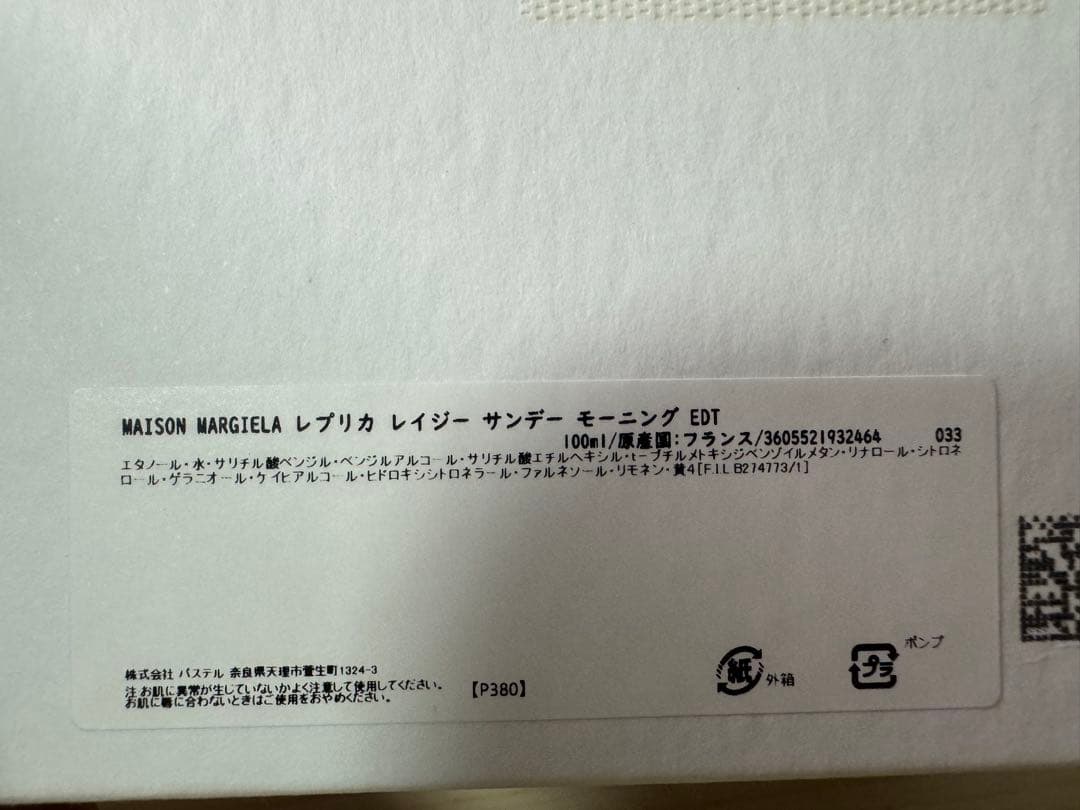 MAISON MARGIELA レプリカ レイジー サンデー モーニング EDT
100ml/原産国:フランス/3605521932464 033
エタノール・水・サリチル酸ベンジル・ベンジルアルコール・サリチル酸エチルヘキシル・t-ブチルメトキシジベンゾイルメタン・リナロール・シトロネ
ロール・ゲラニオール・ケイヒアルコール・ヒドロキシシトロネラール・ファルネソール・リモネン・黄4[F.I.L B274773/1]
株式会社 パステル 奈良県天理市萱生町1324-3
注 お肌に異常が生じていないかよく注意して使用してください。
お肌に合わないときはご使用をおやめください。
【P380】
紙 外箱
プラ ポンプ